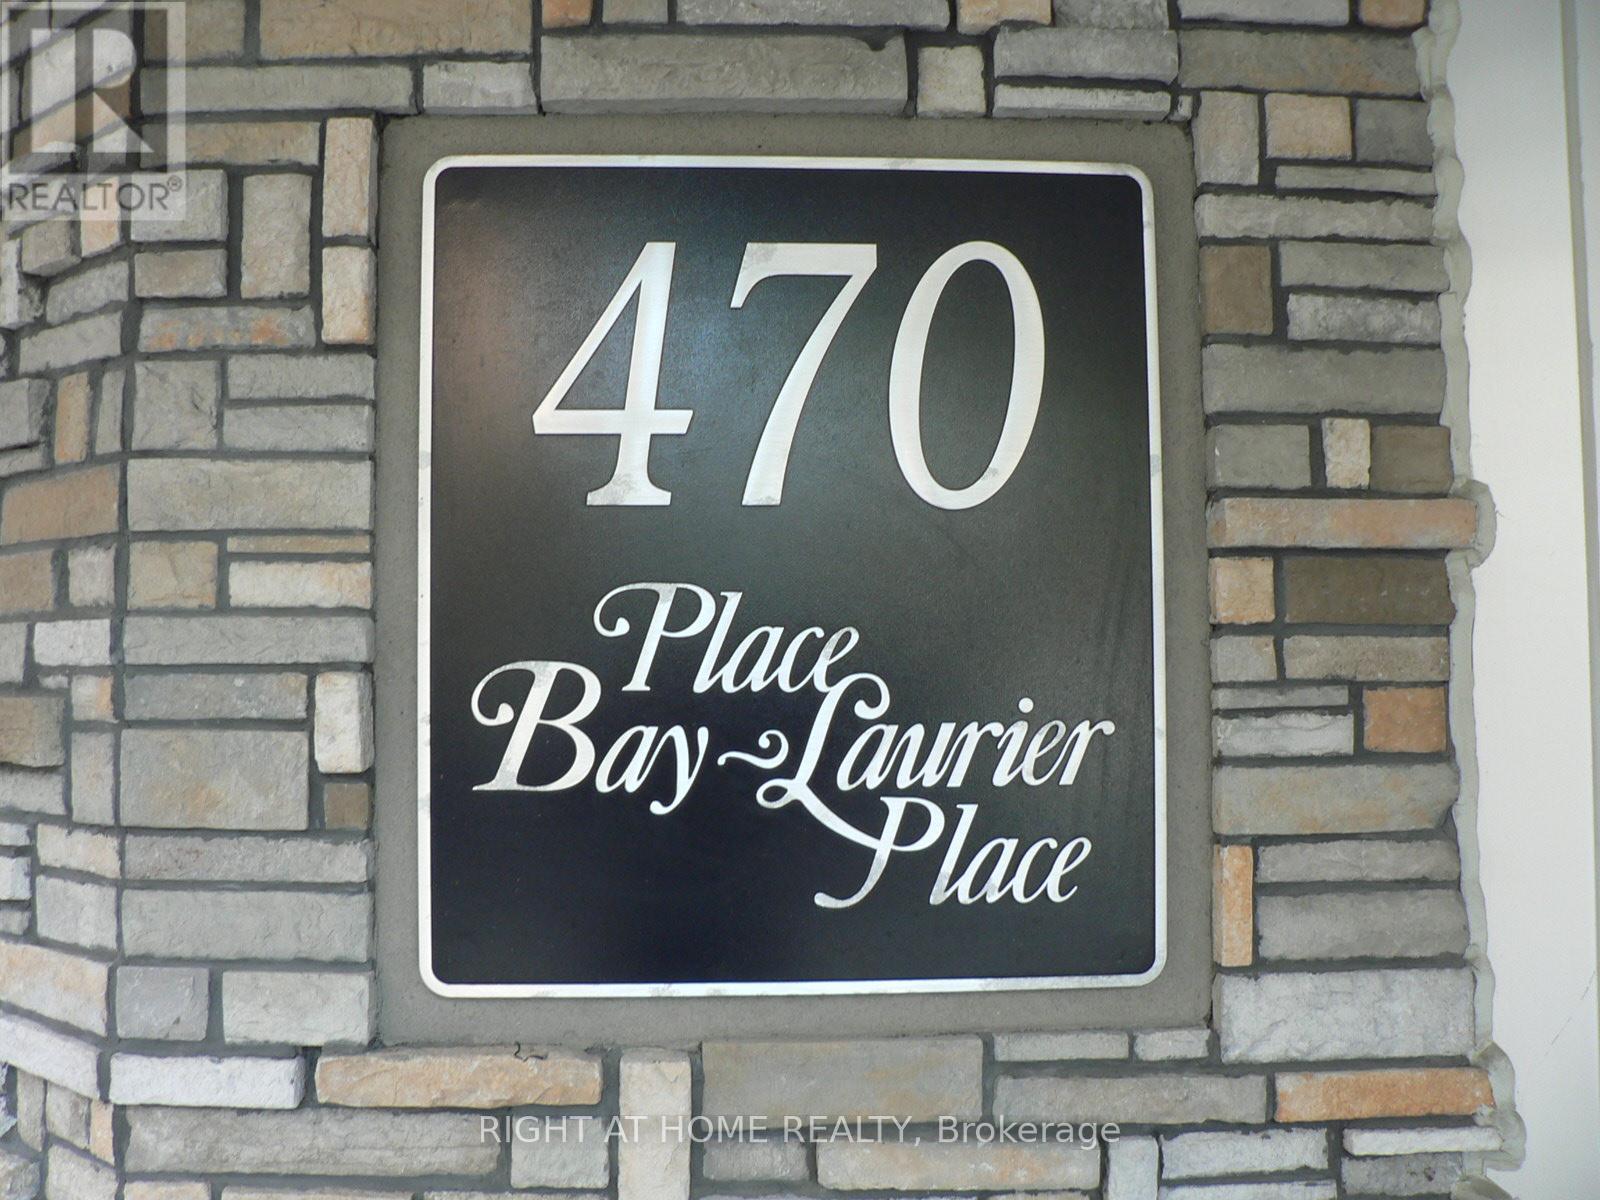 REALTOR®
470
Place
Bay~Laurier
Place
RIGHT AT HOME REALTY, Brokerage